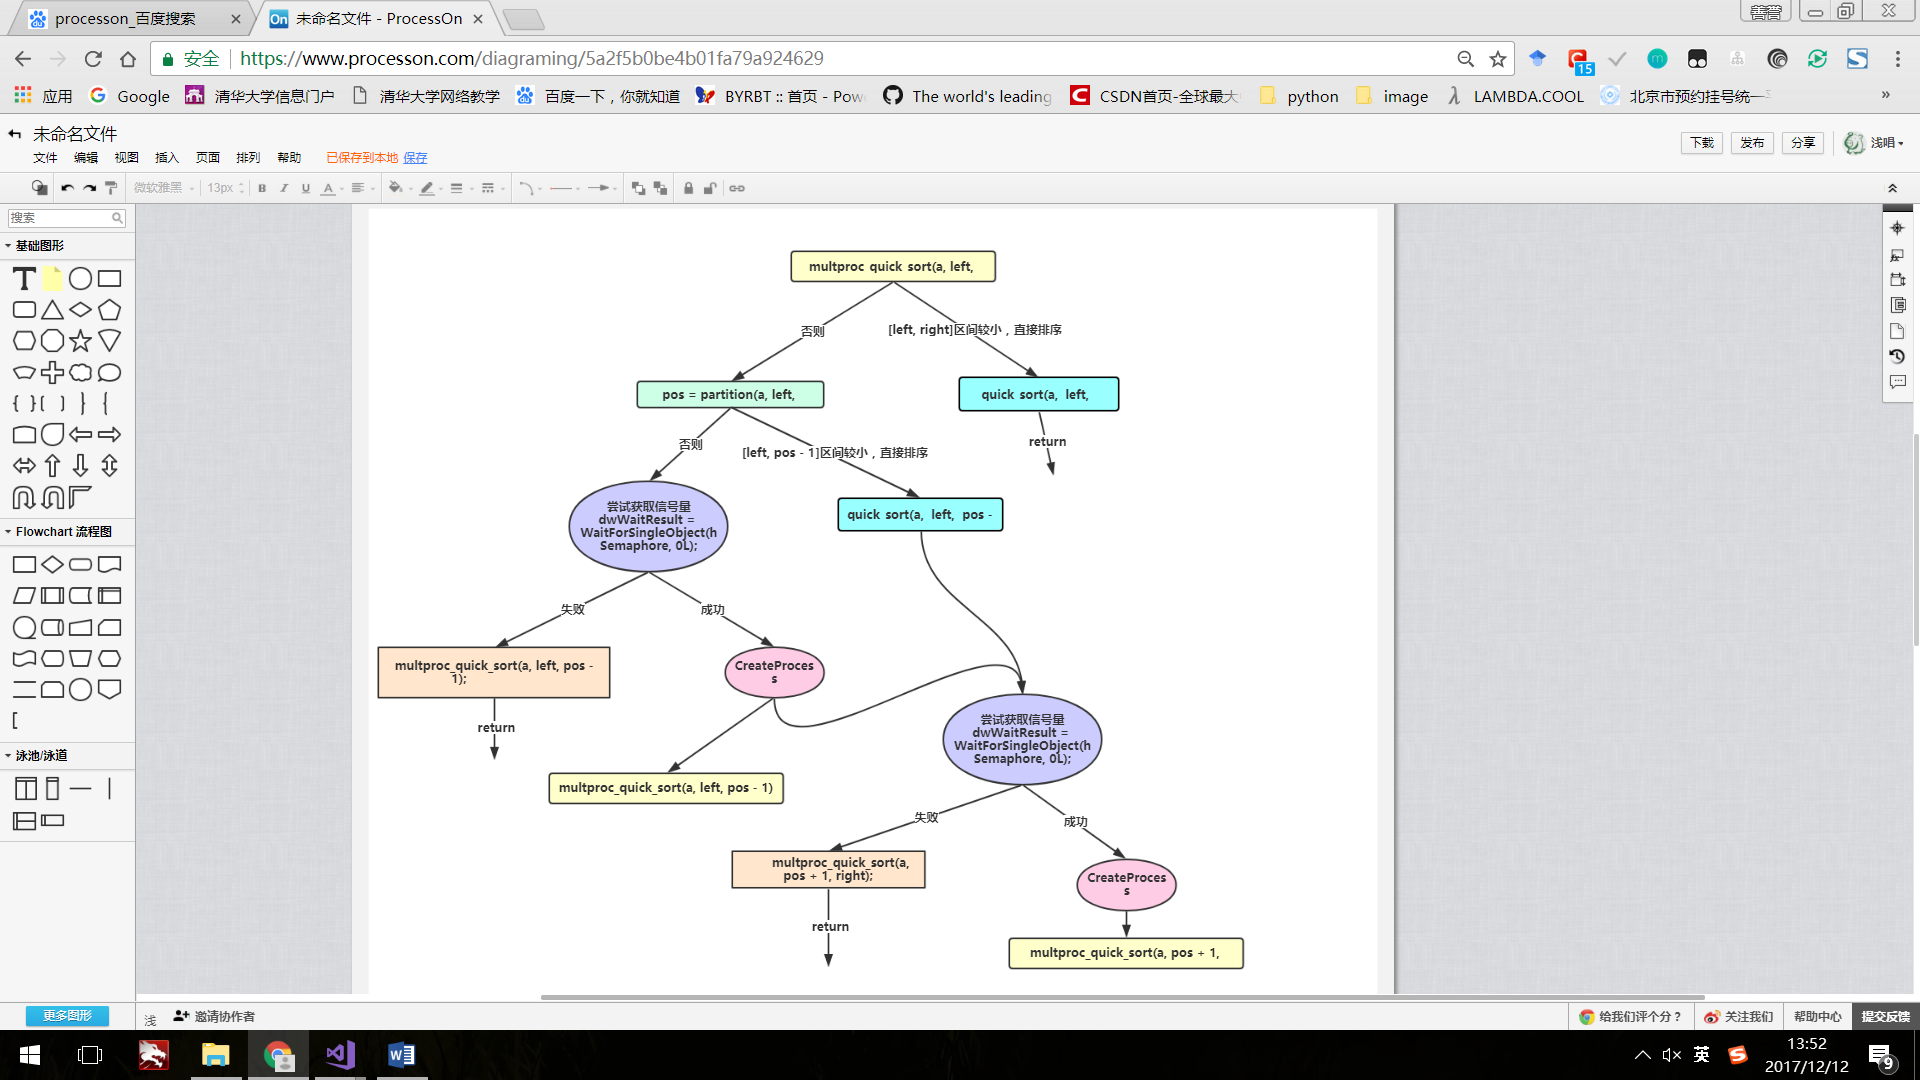 processon_百度搜索
未命名文件 - ProcessOn
善营
安全
https://www.processon.com/diagraming/5a2f5b0be4b01fa79a924629
15
应用
Google
清华大学信息门户
清华大学网络教学
百度一下，你就知道
BYRBT :: 首页 - Pow
The world's leading
CSDN首页-全球最大
python
image
LAMBDA.COOL
北京市预约挂号统一
未命名文件
文件 编辑 视图 插入 页面 排列 帮助 已保存到本地 保存
下载 发布 分享 浅唱
微软雅黑 13px B I U A
搜索
基础图形
Flowchart 流程图
泳池/泳道
更多图形
multproc quick sort(a, left,
否则
[left, right]区间较小，直接排序
pos = partition(a, left,
quick sort(a, left,
return
否则
[left, pos - 1]区间较小，直接排序
尝试获取信号量
dwWaitResult =
WaitForSingleObject(h
Semaphore, 0L);
quick sort(a, left, pos -
失败
成功
multproc_quick_sort(a, left, pos -
1);
return
CreateProces
s
multproc_quick_sort(a, left, pos - 1)
尝试获取信号量
dwWaitResult =
WaitForSingleObject(h
Semaphore, 0L);
失败
成功
multproc_quick_sort(a,
pos + 1, right);
return
CreateProces
s
multproc_quick_sort(a, pos + 1,
浅
邀请协作者
给我们评个分？
关注我们
帮助中心
提交反馈
英
13:52
2017/12/12
9